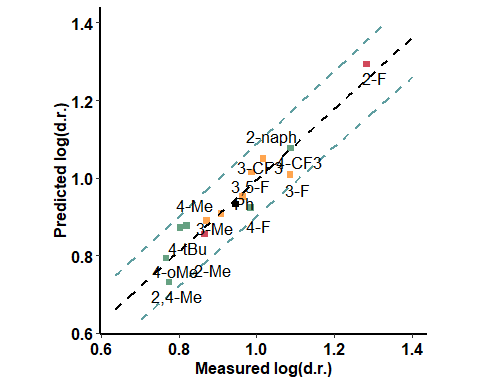 1.4
1.2
1.0
0.8
0.6
Predicted log(d.r.)
2-F
2-naph
3-CF3
4-CF3
3,5-F
3-F
Ph
4-Me
3-Me
4-F
4-tBu
4-oMe
2-Me
2,4-Me
0.6 0.8 1.0 1.2 1.4
Measured log(d.r.)